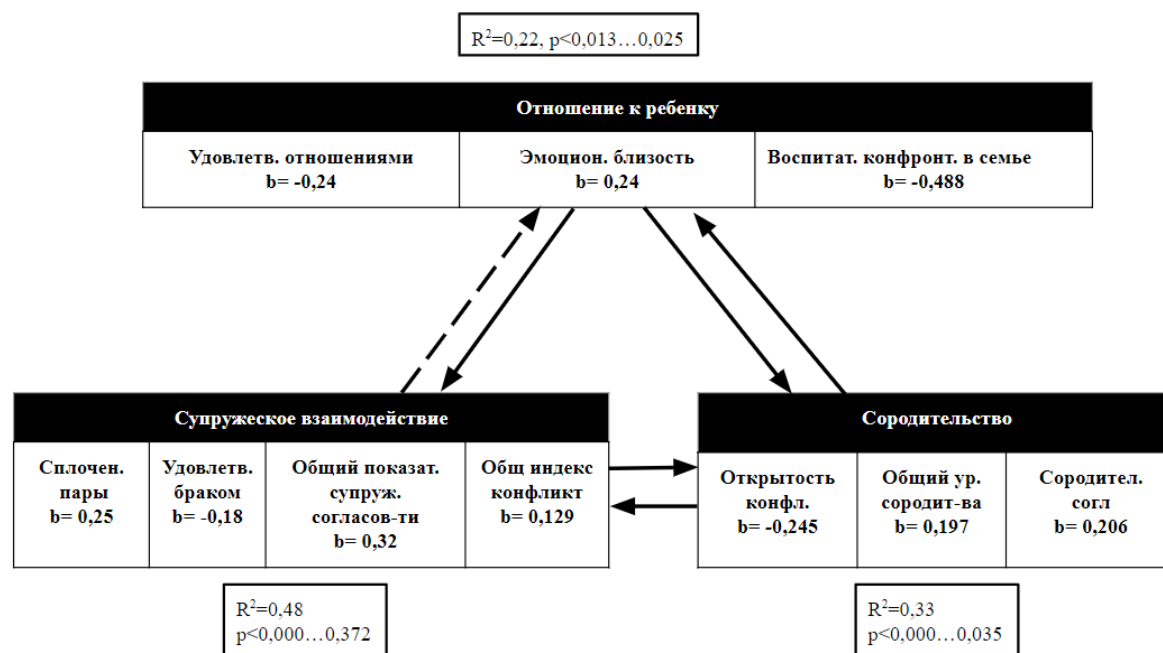 R²=0,22, p<0,013…0,025
Отношение к ребенку
Удовлетв. отношениями
b= -0,24
Эмоцион. близость
b= 0,24
Воспитат. конфронт. в семье
b= -0,488
Супружеское взаимодействие
Сплочен.
пары
b= 0,25
Удовлетв.
браком
b= -0,18
Общий показат.
супруж.
согласов-ти
b= 0,32
Общ индекс
конфликт
b= 0,129
Сородительство
Открытость
конфл.
b= -0,245
Общий ур.
сородит-ва
b= 0,197
Сородител.
согл
b= 0,206
R²=0,48
p<0,000…0,372
R²=0,33
p<0,000…0,035